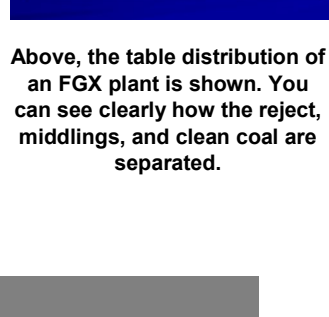 Above, the table distribution of
an FGX plant is shown. You
can see clearly how the reject,
middlings, and clean coal are
separated.